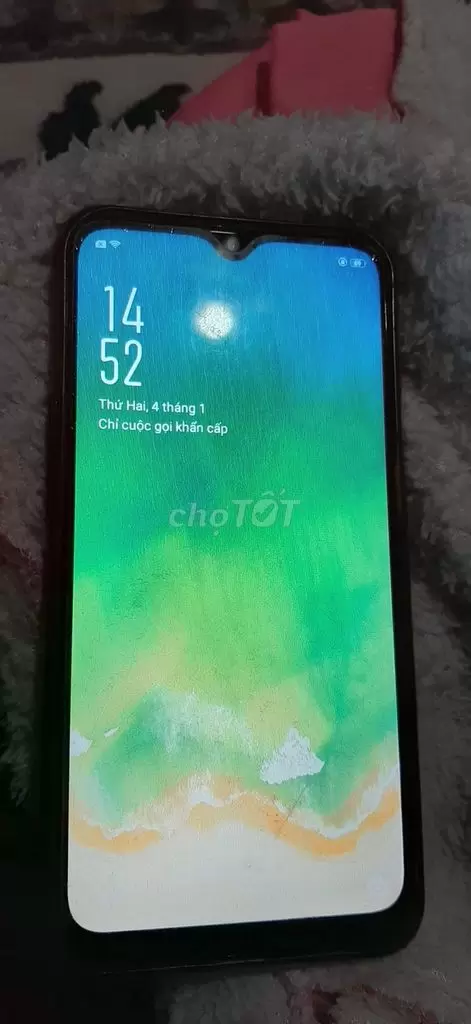 14
52
Thứ Hai, 4 tháng 1
Chỉ cuộc gọi khẩn cấp
chợTỐT